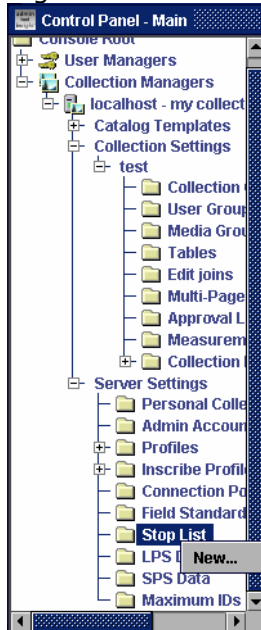 Control Panel - Main
Console Root
User Managers
Collection Managers
localhost - my collect
Catalog Templates
Collection Settings
test
Collection
User Group
Media Grou
Tables
Edit joins
Multi-Page
Approval L
Measurem
Collection
Server Settings
Personal Colle
Admin Accoun
Profiles
Inscribe Profil
Connection Po
Field Standard
Stop List
New...
LPS D
SPS Data
Maximum IDs